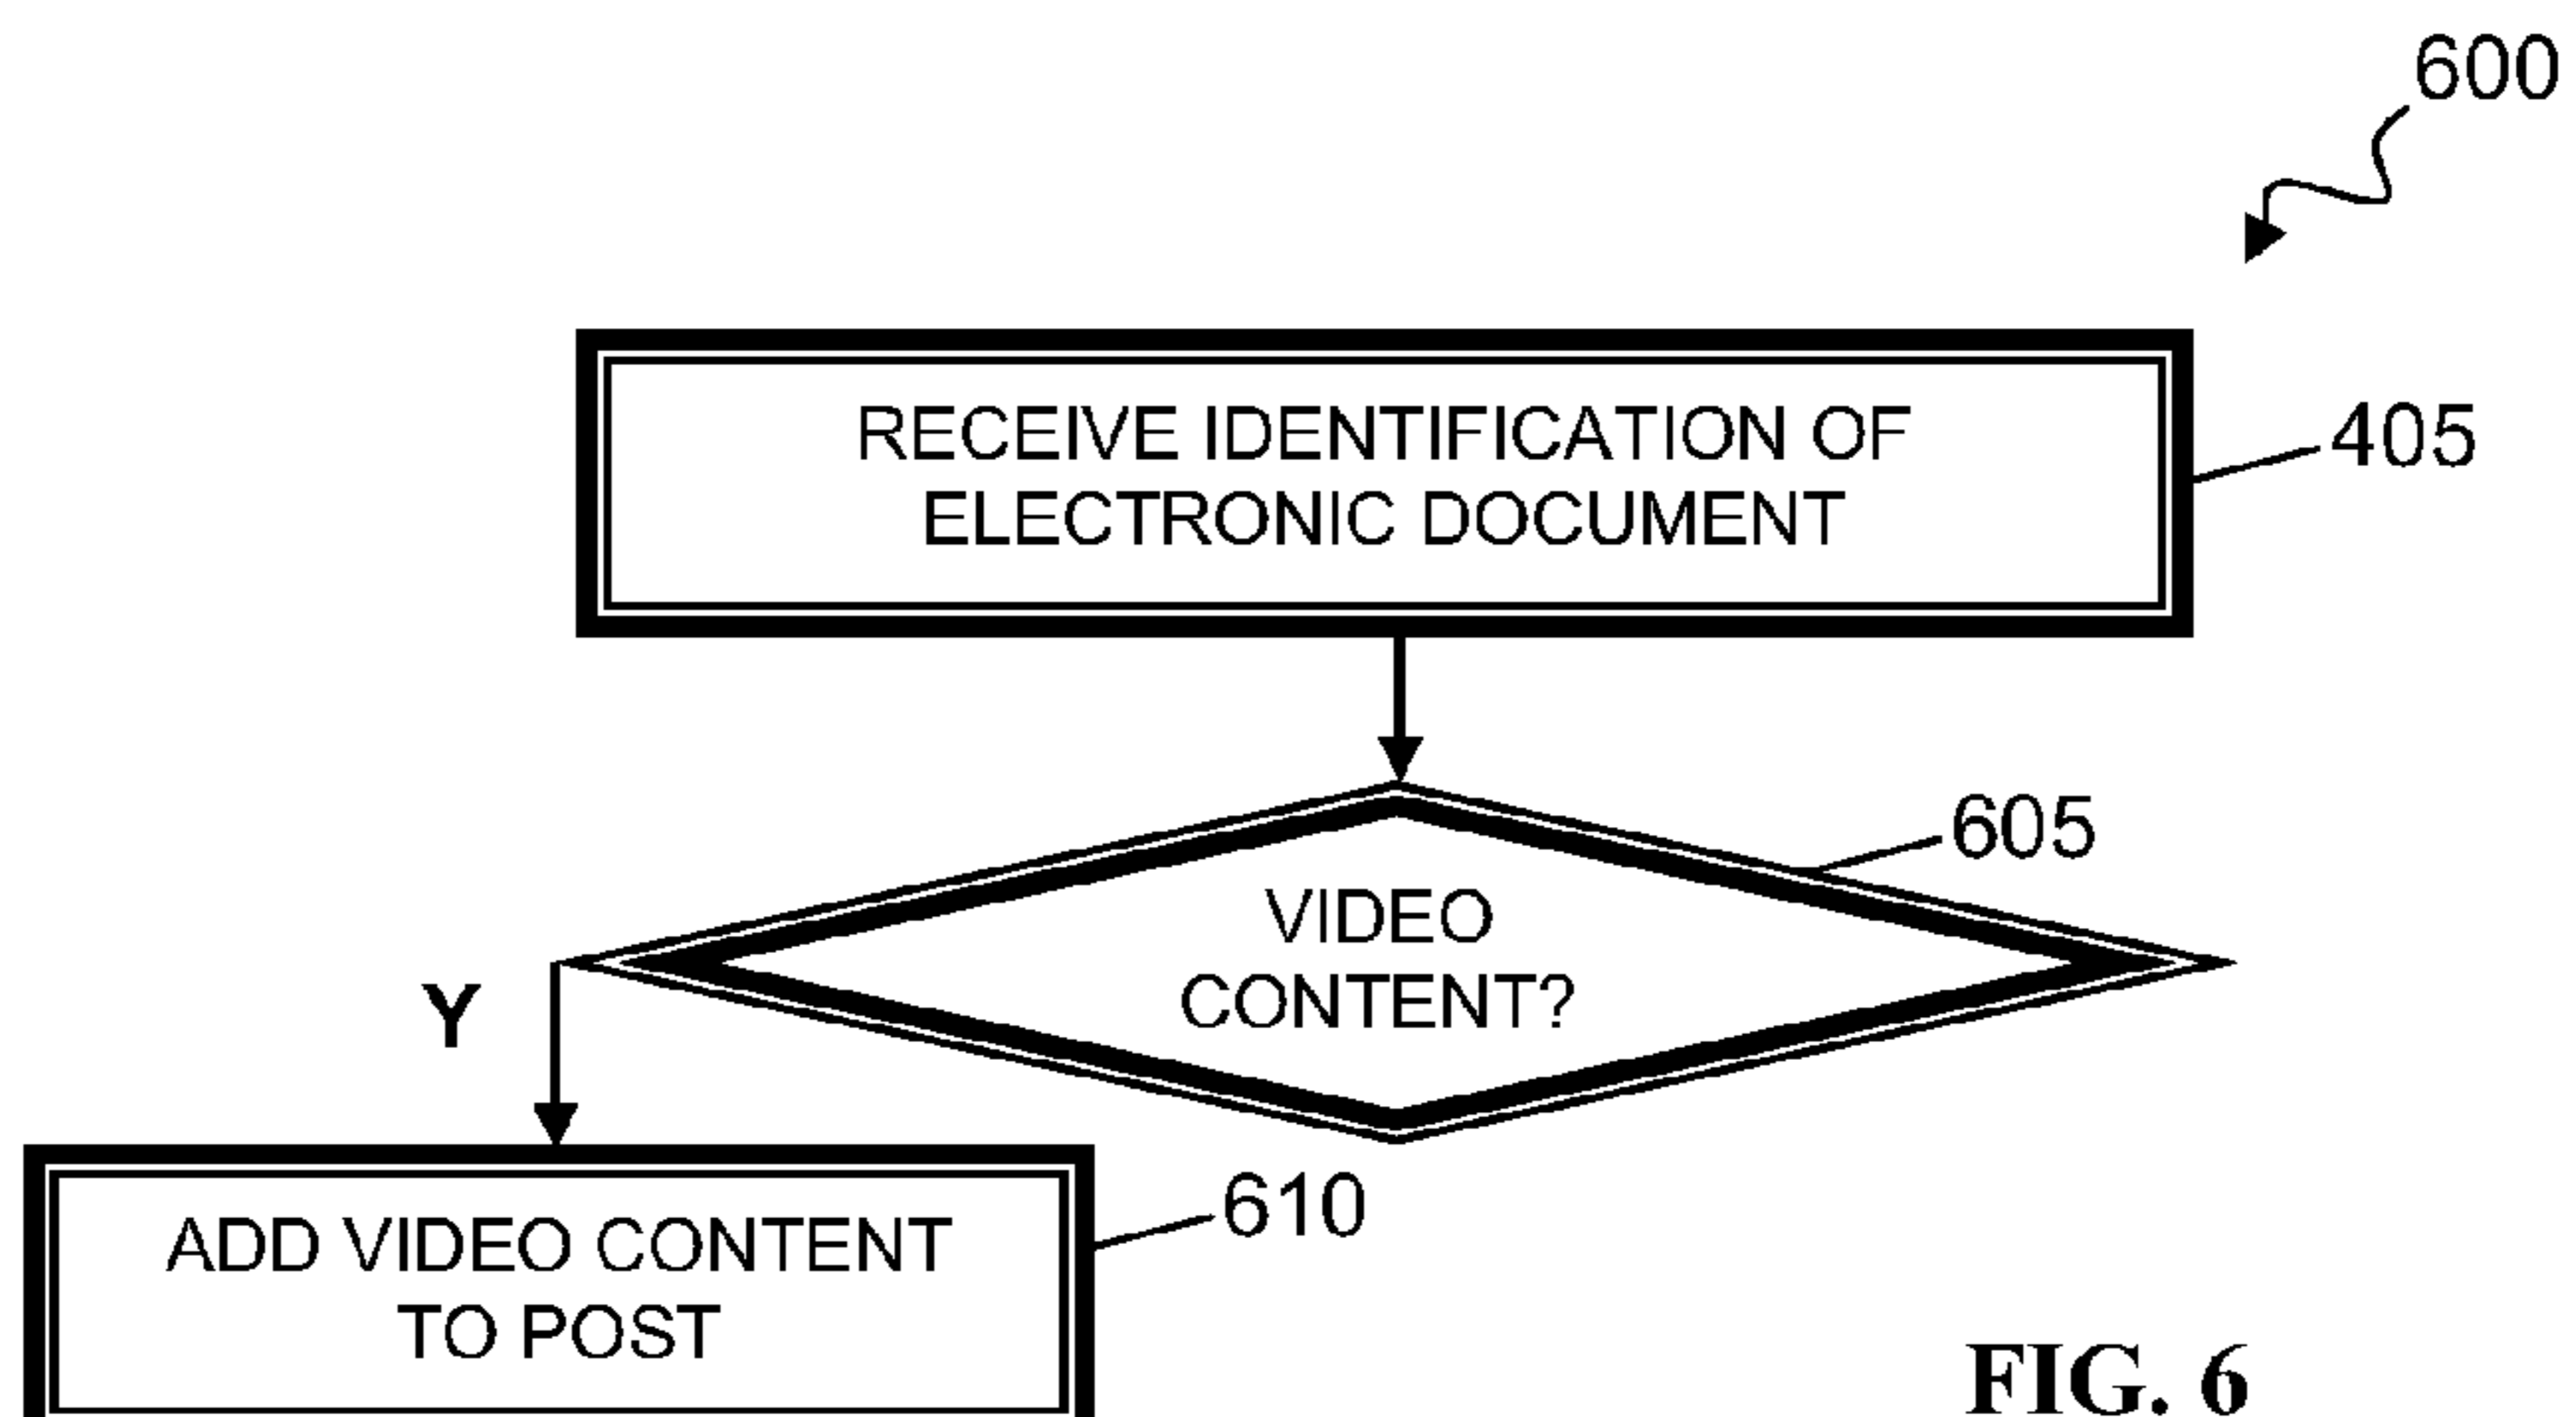 600
RECEIVE IDENTIFICATION OF
ELECTRONIC DOCUMENT
405
605
VIDEO
CONTENT?
Y
610
ADD VIDEO CONTENT
TO POST
FIG. 6